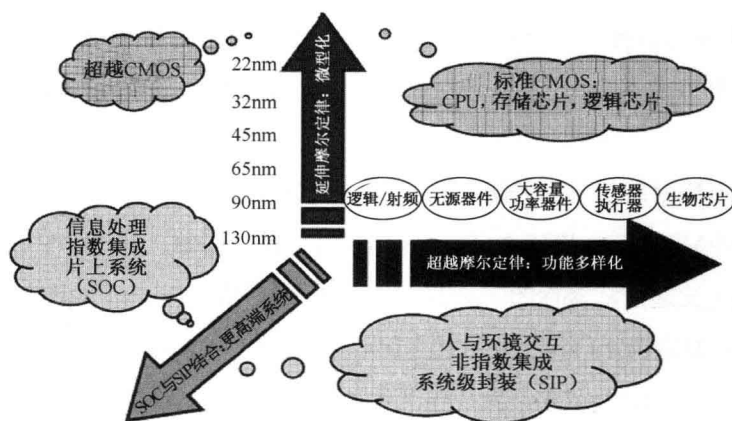 超越CMOS
22nm
32nm
45nm
65nm
90nm
130nm
延伸摩尔定律：微型化
标准CMOS：
CPU，存储芯片，逻辑芯片
逻辑/射频
无源器件
大容量
功率器件
传感器
执行器
生物芯片
信息处理
指数集成
片上系统
（SOC）
超越摩尔定律：功能多样化
SOC与SIP结合：更高端系统
人与环境交互
非指数集成
系统级封装（SIP）